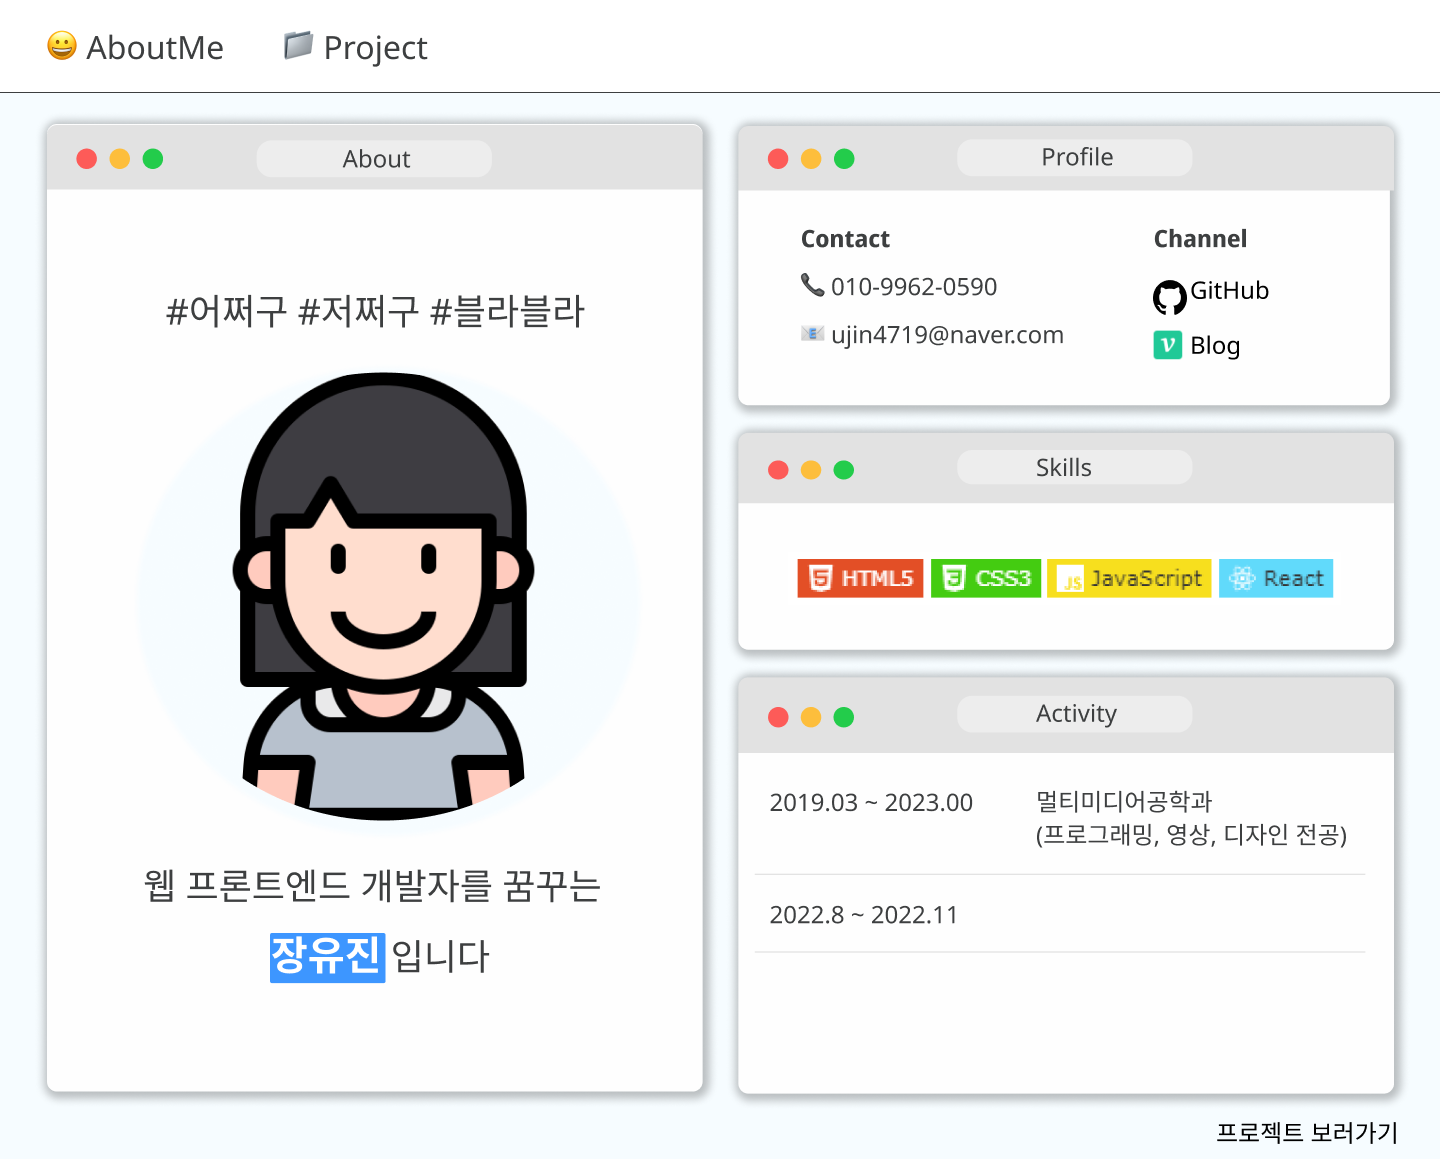 AboutMe
Project
About
#어쩌구 #저쩌구 #블라블라
웹 프론트엔드 개발자를 꿈꾸는
장유진 입니다
Profile
Contact
010-9962-0590
ujin4719@naver.com
Channel
GitHub
Blog
Skills
HTML5 CSS3 JavaScript React
Activity
2019.03 ~ 2023.00
멀티미디어공학과
(프로그래밍, 영상, 디자인 전공)
2022.8 ~ 2022.11
프로젝트 보러가기